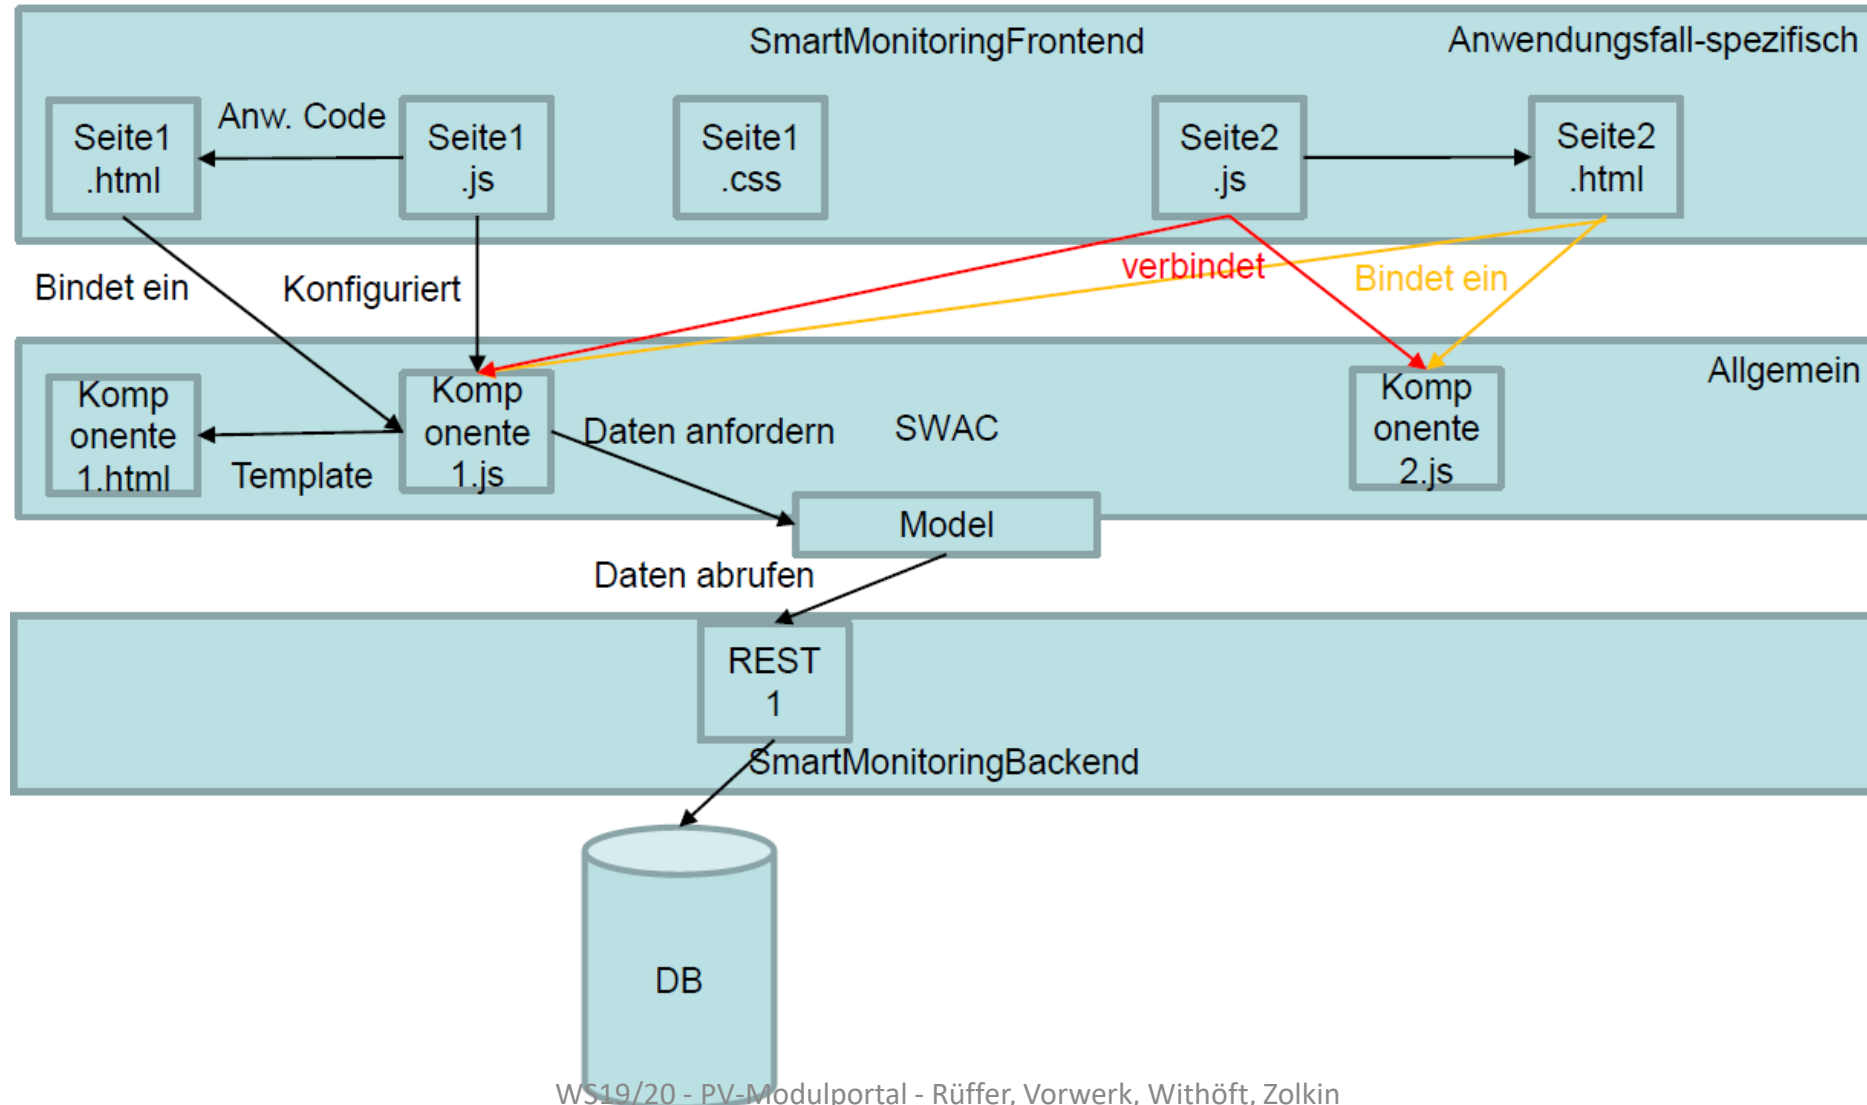 SmartMonitoringFrontend
Anwendungsfall-spezifisch
Seite1
.html
Anw. Code
Seite1
.js
Seite1
.css
Seite2
.js
Seite2
.html
Bindet ein
Konfiguriert
verbindet
Bindet ein
Allgemein
Komp
onente
1.html
Template
Komp
onente
1.js
Daten anfordern
SWAC
Komp
onente
2.js
Model
Daten abrufen
REST
1
SmartMonitoringBackend
DB
WS19/20 - PV-Modulportal - Rüffer, Vorwerk, Withöft, Zolkin